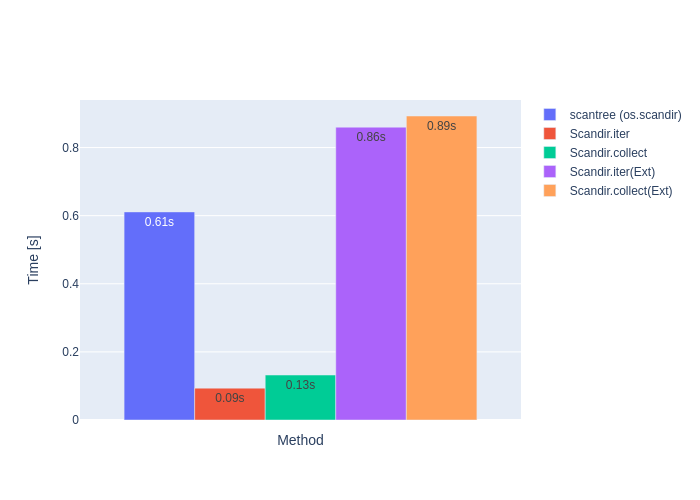 scantree (os.scandir)
Scandir.iter
Scandir.collect
Scandir.iter(Ext)
Scandir.collect(Ext)
Time [s]
0.8
0.6
0.4
0.2
0
0.61s
0.09s
0.13s
0.86s
0.89s
Method